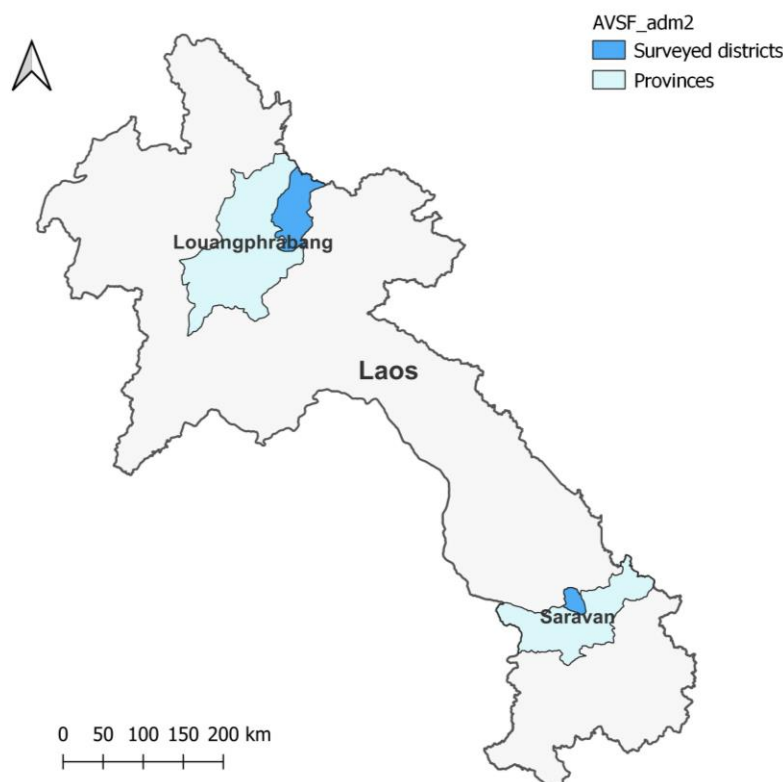 AVSF_adm2
Surveyed districts
Provinces
Louangphrabang
Laos
Saravan
0 50 100 150 200 km